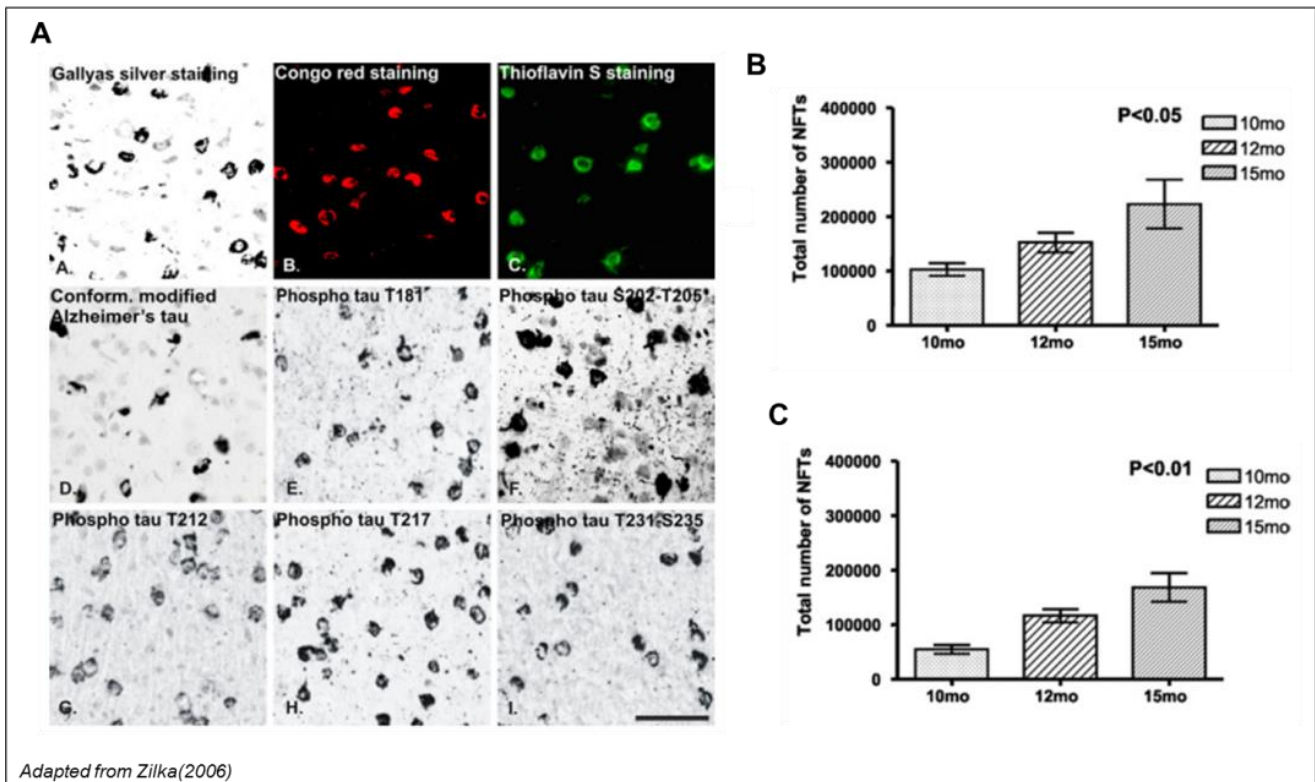 A
Gallyas silver staining
Congo red staining
Thioflavin S staining
A.
B.
C.
Conform. modified
Alzheimer's tau
Phospho tau T181
Phospho tau S202-T205
D.
E.
F.
Phospho tau T212
Phospho tau T217
Phospho tau T231-S235
G.
H.
I.
B
Total number of NFTs
400000
300000
200000
100000
0
P<0.05
10mo
12mo
15mo
10mo
12mo
15mo
C
Total number of NFTs
400000
300000
200000
100000
0
P<0.01
10mo
12mo
15mo
10mo
12mo
15mo
Adapted from Zilka(2006)